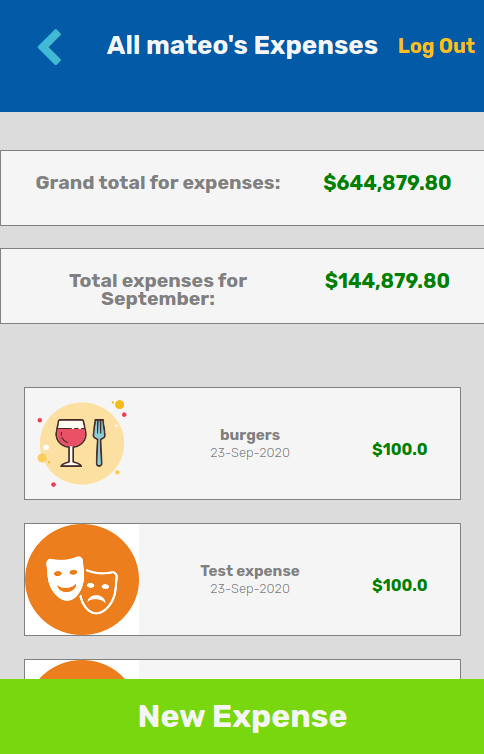 All mateo's Expenses
Log Out
Grand total for expenses:
$644,879.80
Total expenses for
September:
$144,879.80
burgers
23-Sep-2020
$100.0
Test expense
23-Sep-2020
$100.0
New Expense